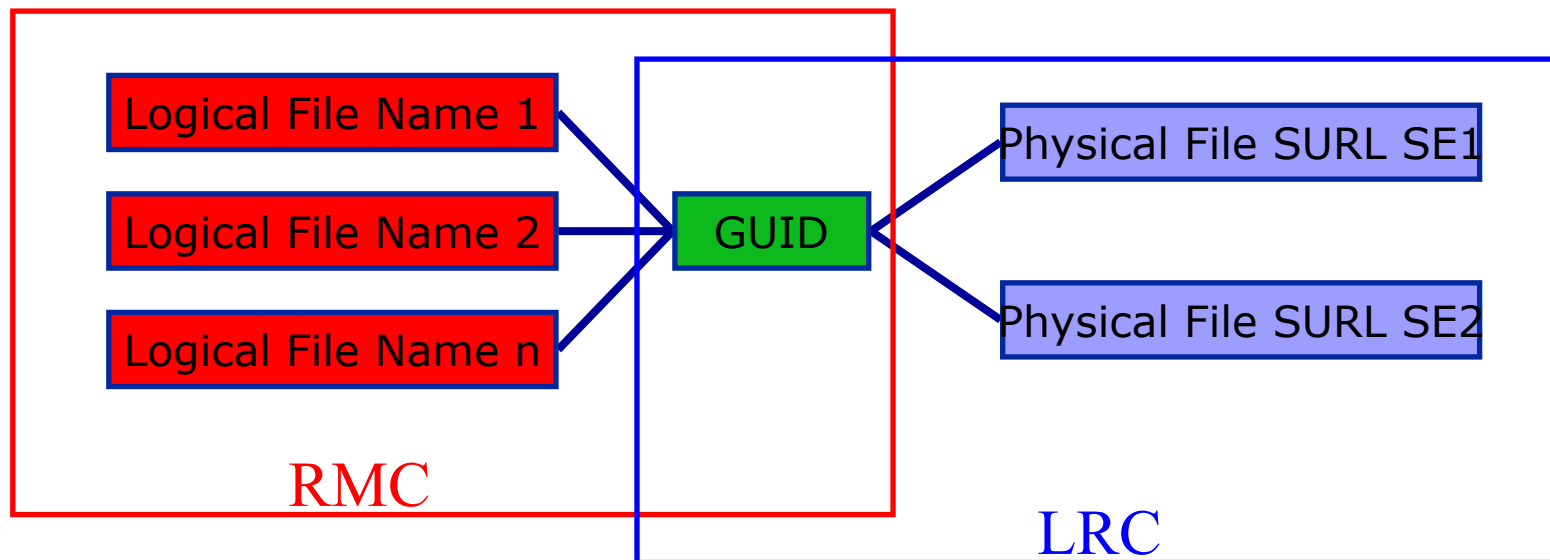 Logical File Name 1
Logical File Name 2
Logical File Name n
GUID
Physical File SURL SE1
Physical File SURL SE2
RMC
LRC